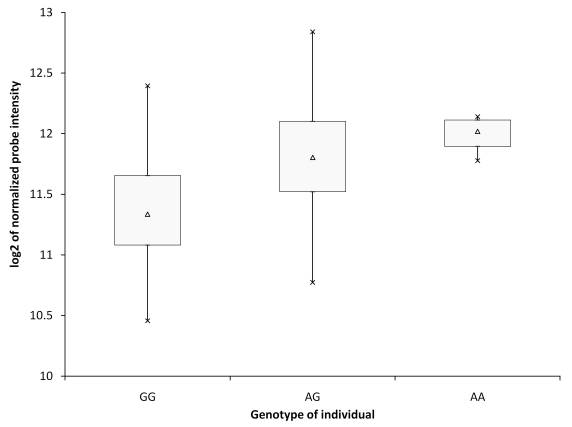 13
12.5
12
11.5
11
10.5
10
log2 of normalized probe intensity
GG AG AA
Genotype of individual